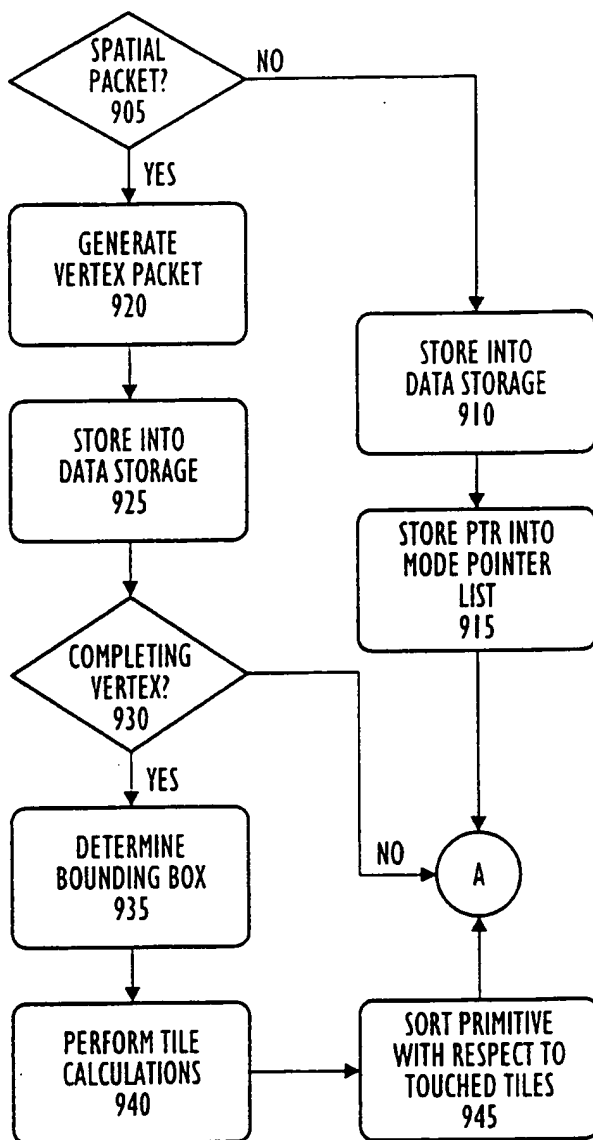 SPATIAL
PACKET?
905
NO
YES
GENERATE
VERTEX PACKET
920
STORE INTO
DATA STORAGE
910
STORE INTO
DATA STORAGE
925
STORE PTR INTO
MODE POINTER
LIST
915
COMPLETING
VERTEX?
930
YES
NO
A
DETERMINE
BOUNDING BOX
935
PERFORM TILE
CALCULATIONS
940
SORT PRIMITIVE
WITH RESPECT TO
TOUCHED TILES
945